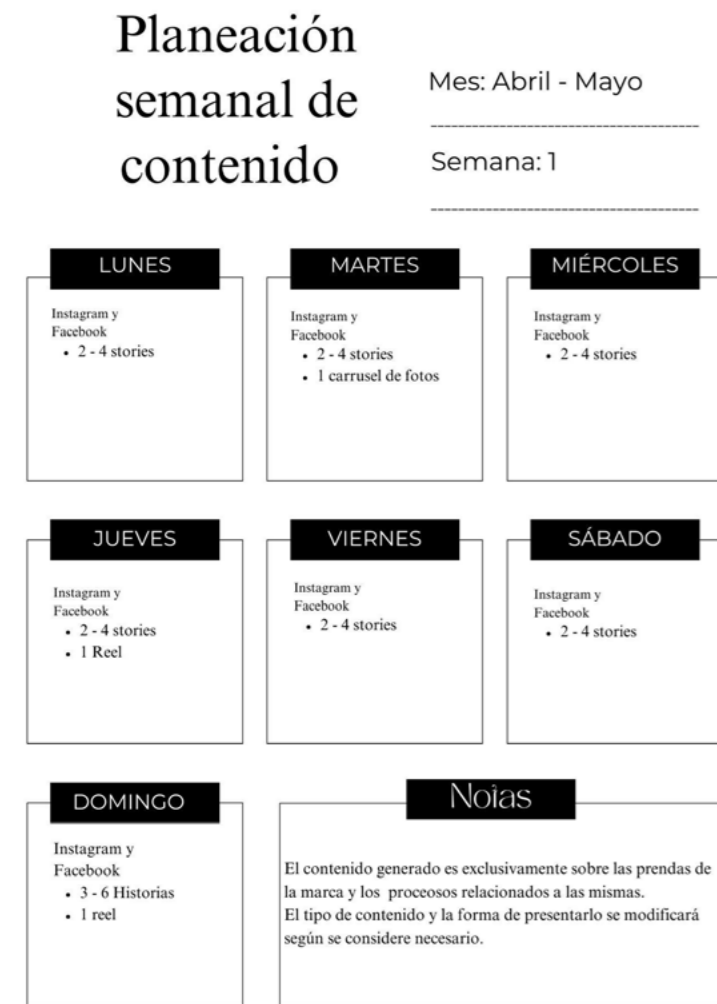 Planeación
semanal de
contenido
Mes: Abril - Mayo
Semana: 1
LUNES
Instagram y
Facebook
• 2 - 4 stories
MARTES
Instagram y
Facebook
• 2 - 4 stories
• 1 carrusel de fotos
MIÉRCOLES
Instagram y
Facebook
• 2 - 4 stories
JUEVES
Instagram y
Facebook
• 2 - 4 stories
• 1 Reel
VIERNES
Instagram y
Facebook
• 2 - 4 stories
SÁBADO
Instagram y
Facebook
• 2 - 4 stories
DOMINGO
Instagram y
Facebook
• 3 - 6 Historias
• 1 reel
Notas
El contenido generado es exclusivamente sobre las prendas de
la marca y los proceosos relacionados a las mismas.
El tipo de contenido y la forma de presentarlo se modificará
según se considere necesario.